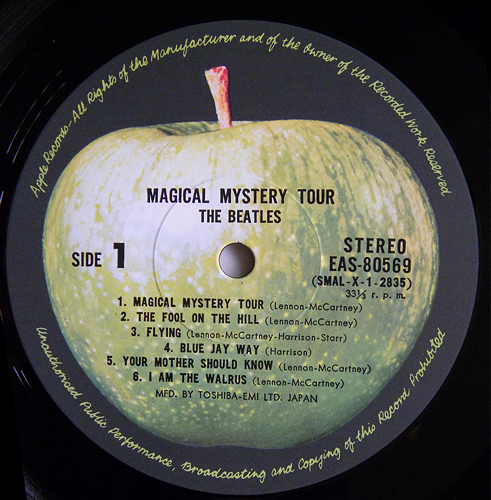 Apple Records-All Rights of the Manufacturer and of the Owner of the Recorded Work Reserved
MAGICAL MYSTERY TOUR
THE BEATLES
SIDE 1
STEREO
EAS-80569
(SMAL-X-1-2835)
33⅓ r. p. m.
1. MAGICAL MYSTERY TOUR (Lennon-McCartney)
2. THE FOOL ON THE HILL (Lennon-McCartney)
3. FLYING (Lennon-McCartney-Harrison-Starr)
4. BLUE JAY WAY (Harrison)
5. YOUR MOTHER SHOULD KNOW (Lennon-McCartney)
6. I AM THE WALRUS (Lennon-McCartney)
MFD. BY TOSHIBA-EMI LTD. JAPAN
Unauthorised Public Performance, Broadcasting and Copying of this Record Prohibited